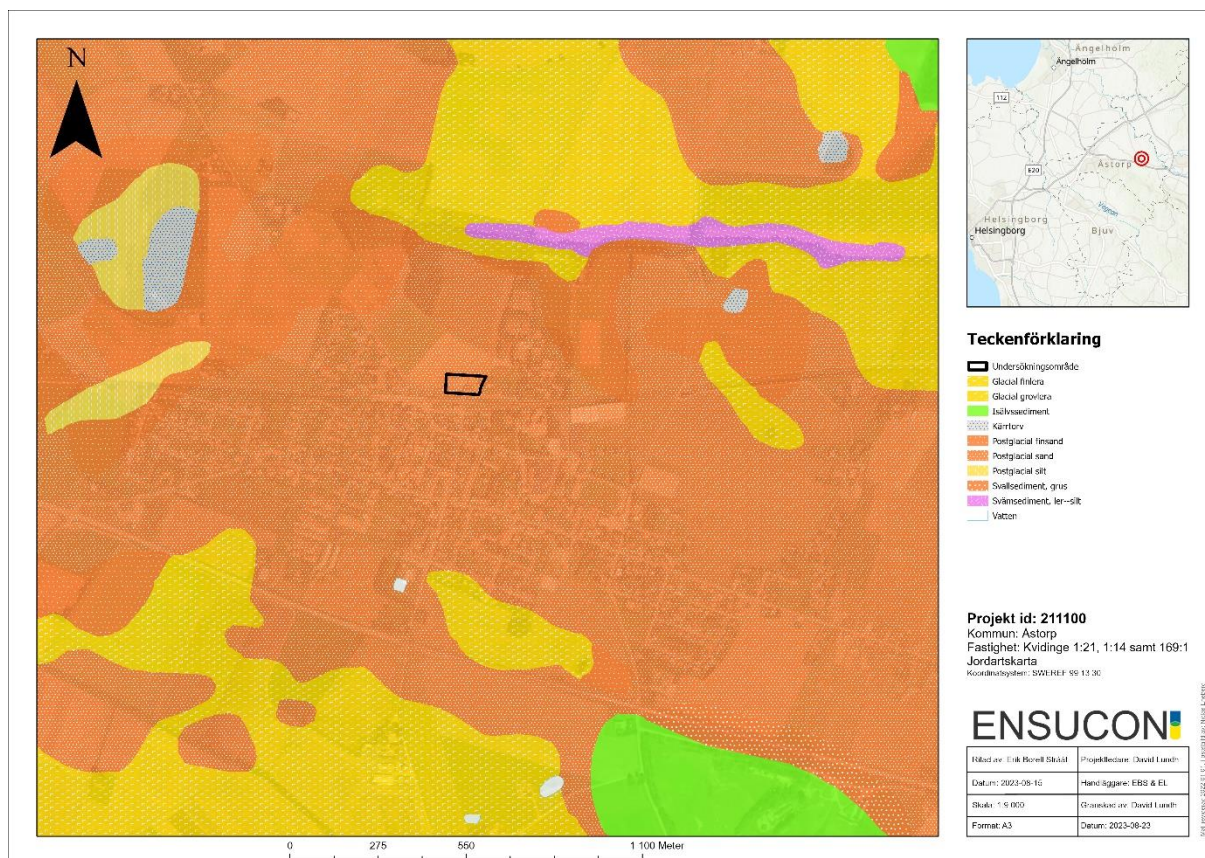 N
0
275
550
1 100 Meter
Ängelholm
Ängelholm
112
E20
Åstorp
Helsingborg
Helsingborg
Bjuv
Teckenförklaring
Undersökningsområde
Glacial finlera
Glacial grovlera
Isälvssediment
Kärrtorv
Postglacial finsand
Postglacial sand
Postglacial silt
Svallsediment, grus
Svämsediment, ler--silt
Vatten
Projekt id: 211100
Kommun: Åstorp
Fastighet: Kvidinge 1:21, 1:14 samt 169:1
Jordartskarta
Koordinatsystem: SWEREF 99 13 30
ENSUCON
Ritad av: Erik Borell Strååt
Projektledare: David Lundh
Datum: 2023-08-15
Handläggare: EBS & EL
Skala: 1:9 000
Granskad av: David Lundh
Format: A3
Datum: 2023-08-23